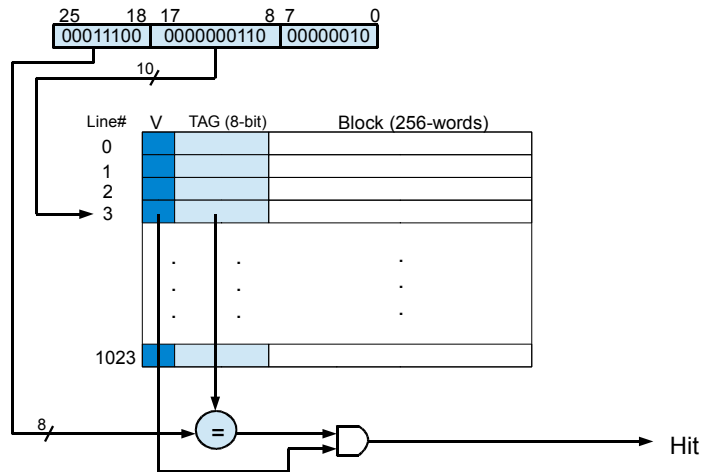 25 18 17 8 7 0
00011100 0000000110 00000010
10
Line# V TAG (8-bit) Block (256-words)
0
1
2
3
. . .
. . .
. . .
1023
8
=
Hit